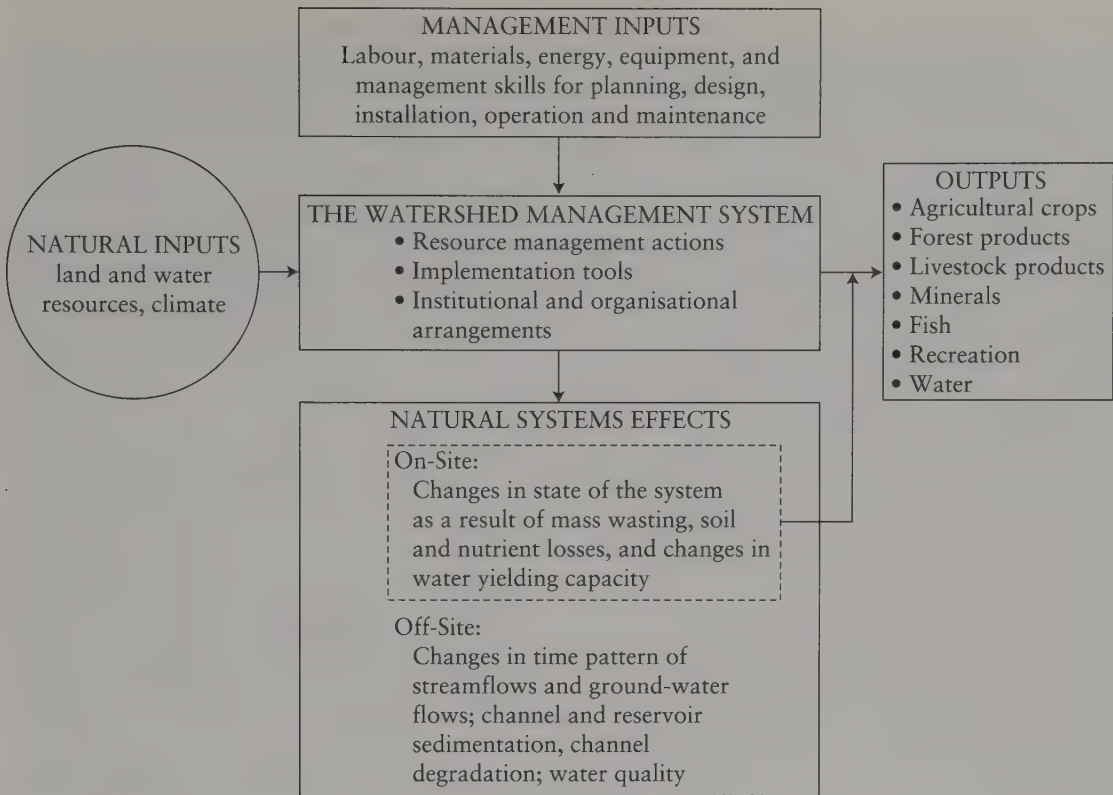 MANAGEMENT INPUTS
Labour, materials, energy, equipment, and
management skills for planning, design,
installation, operation and maintenance
NATURAL INPUTS
land and water
resources, climate
THE WATERSHED MANAGEMENT SYSTEM
• Resource management actions
• Implementation tools
• Institutional and organisational
arrangements
OUTPUTS
• Agricultural crops
• Forest products
• Livestock products
• Minerals
• Fish
• Recreation
• Water
NATURAL SYSTEMS EFFECTS
On-Site:
Changes in state of the system
as a result of mass wasting, soil
and nutrient losses, and changes in
water yielding capacity
Off-Site:
Changes in time pattern of
streamflows and ground-water
flows; channel and reservoir
sedimentation, channel
degradation; water quality